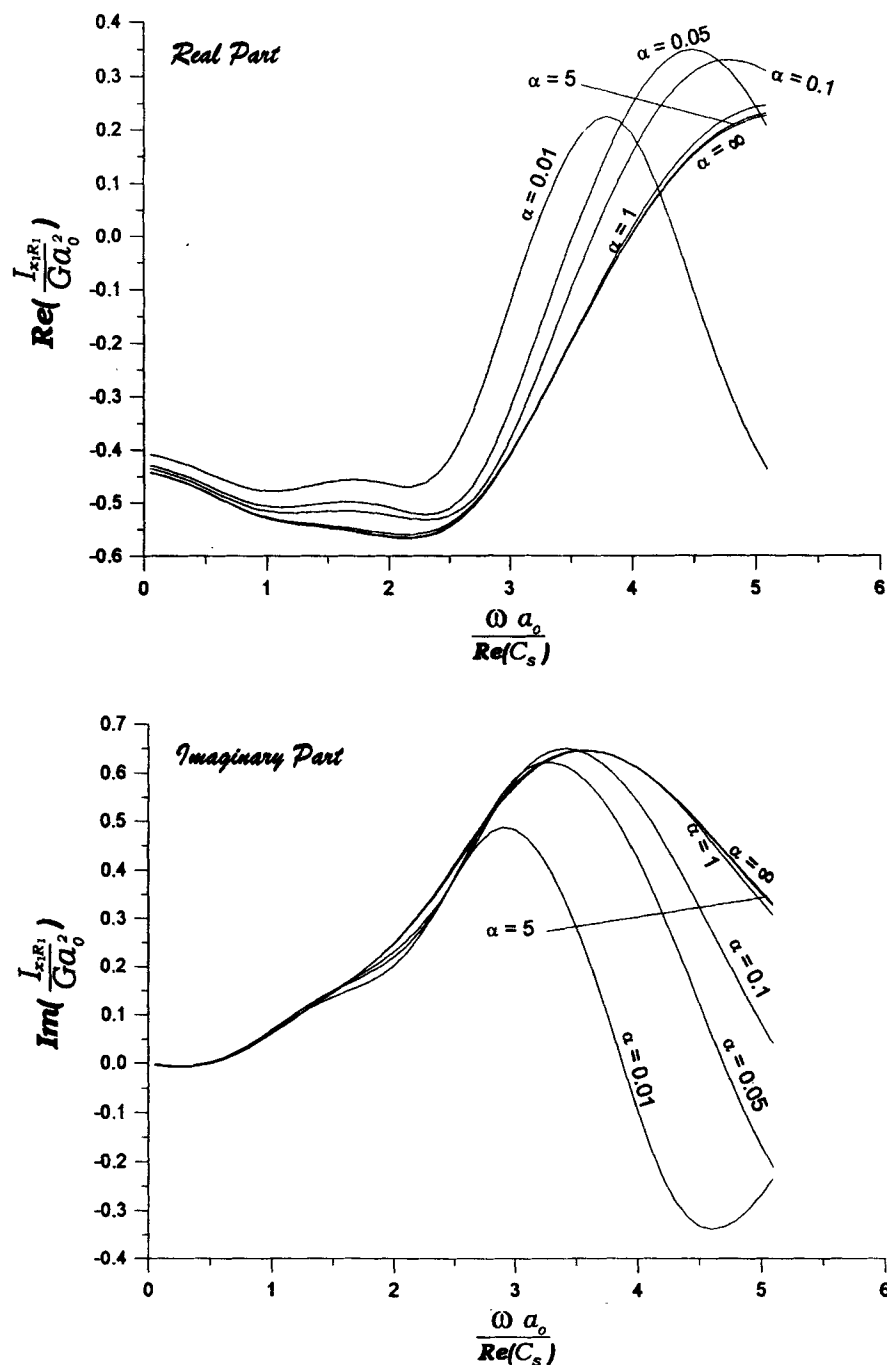 Real Part
0.4
0.3
0.2
0.1
0.0
-0.1
-0.2
-0.3
-0.4
-0.5
-0.6
Re( I_{x_1R_1} / Ga_o^2 )
α = 0.05
α = 0.1
α = 5
α = ∞
α = 0.01
α = 1
0 1 2 3 4 5 6
ω a_o
Re(C_s)
Imaginary Part
0.7
0.6
0.5
0.4
0.3
0.2
0.1
0.0
-0.1
-0.2
-0.3
-0.4
Im( I_{x_1R_1} / Ga_o^2 )
α = 1
α = ∞
α = 5
α = 0.1
α = 0.05
α = 0.01
0 1 2 3 4 5 6
ω a_o
Re(C_s)